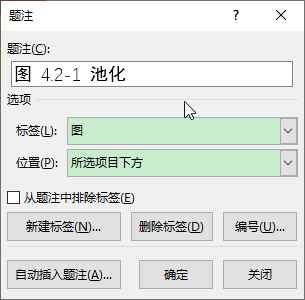 题注 ? ×
题注(C):
图 4.2-1 池化
选项
标签(L): 图
位置(P): 所选项目下方
从题注中排除标签(E)
新建标签(N)... 删除标签(D) 编号(U)...
自动插入题注(A)... 确定 关闭